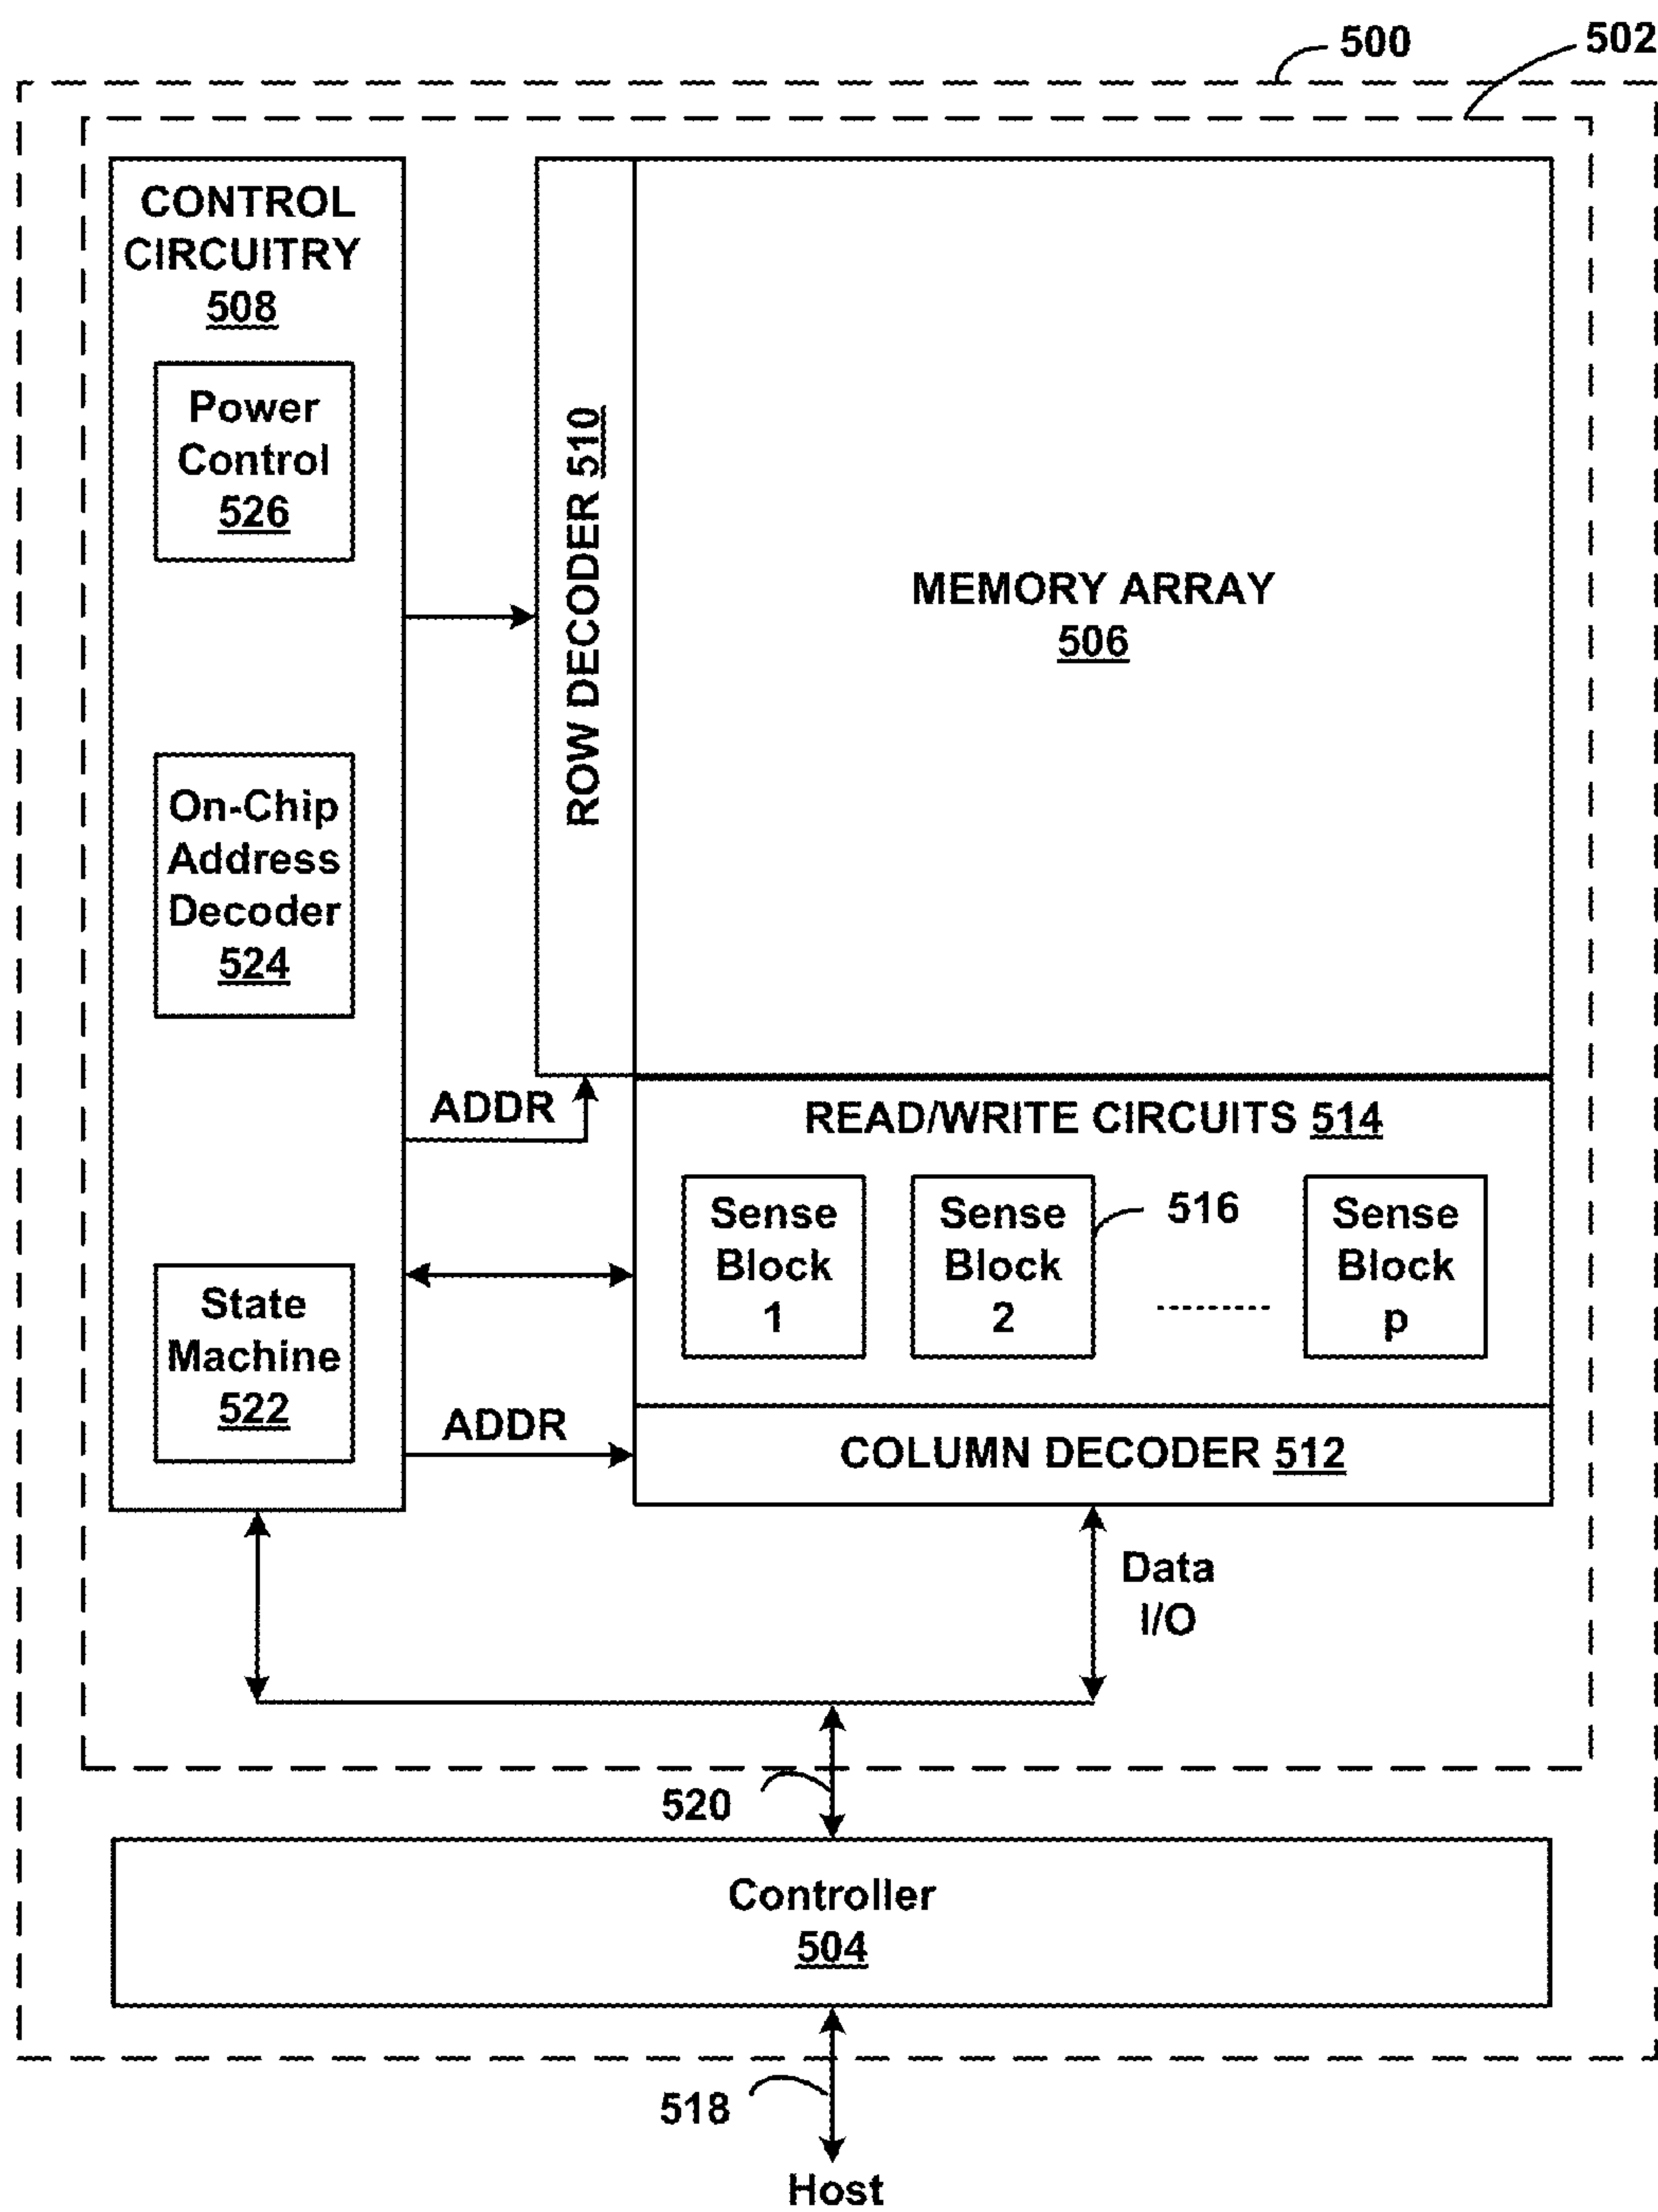 500
502
CONTROL
CIRCUITRY
508
Power
Control
526
On-Chip
Address
Decoder
524
State
Machine
522
ROW DECODER 510
MEMORY ARRAY
506
ADDR
READ/WRITE CIRCUITS 514
Sense
Block
1
Sense
Block
2
516
Sense
Block
p
ADDR
COLUMN DECODER 512
Data
I/O
520
Controller
504
518
Host